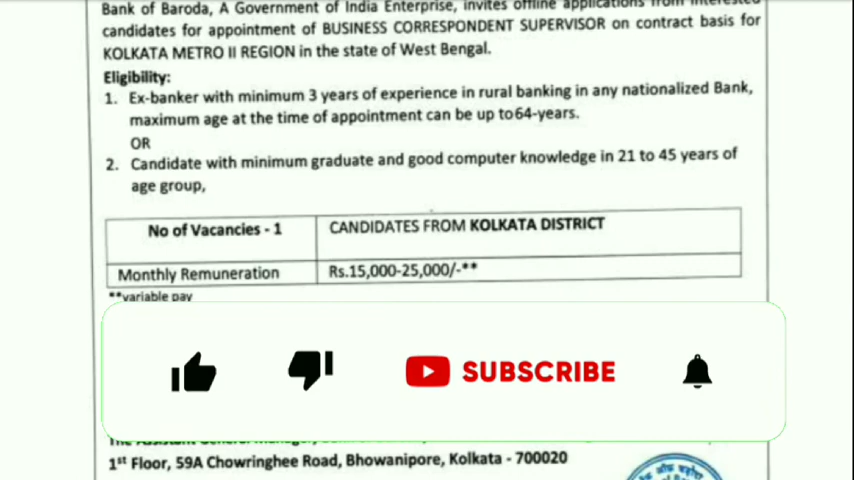 Bank of Baroda, A Government of India Enterprise, invites offline applications from interested
candidates for appointment of BUSINESS CORRESPONDENT SUPERVISOR on contract basis for
KOLKATA METRO II REGION in the state of West Bengal.
Eligibility:
1. Ex-banker with minimum 3 years of experience in rural banking in any nationalized Bank,
maximum age at the time of appointment can be up to 64-years.
OR
2. Candidate with minimum graduate and good computer knowledge in 21 to 45 years of
age group,
No of Vacancies - 1 CANDIDATES FROM KOLKATA DISTRICT
Monthly Remuneration Rs.15,000-25,000/-**
**variable pay
SUBSCRIBE
1st Floor, 59A Chowringhee Road, Bhowanipore, Kolkata - 700020